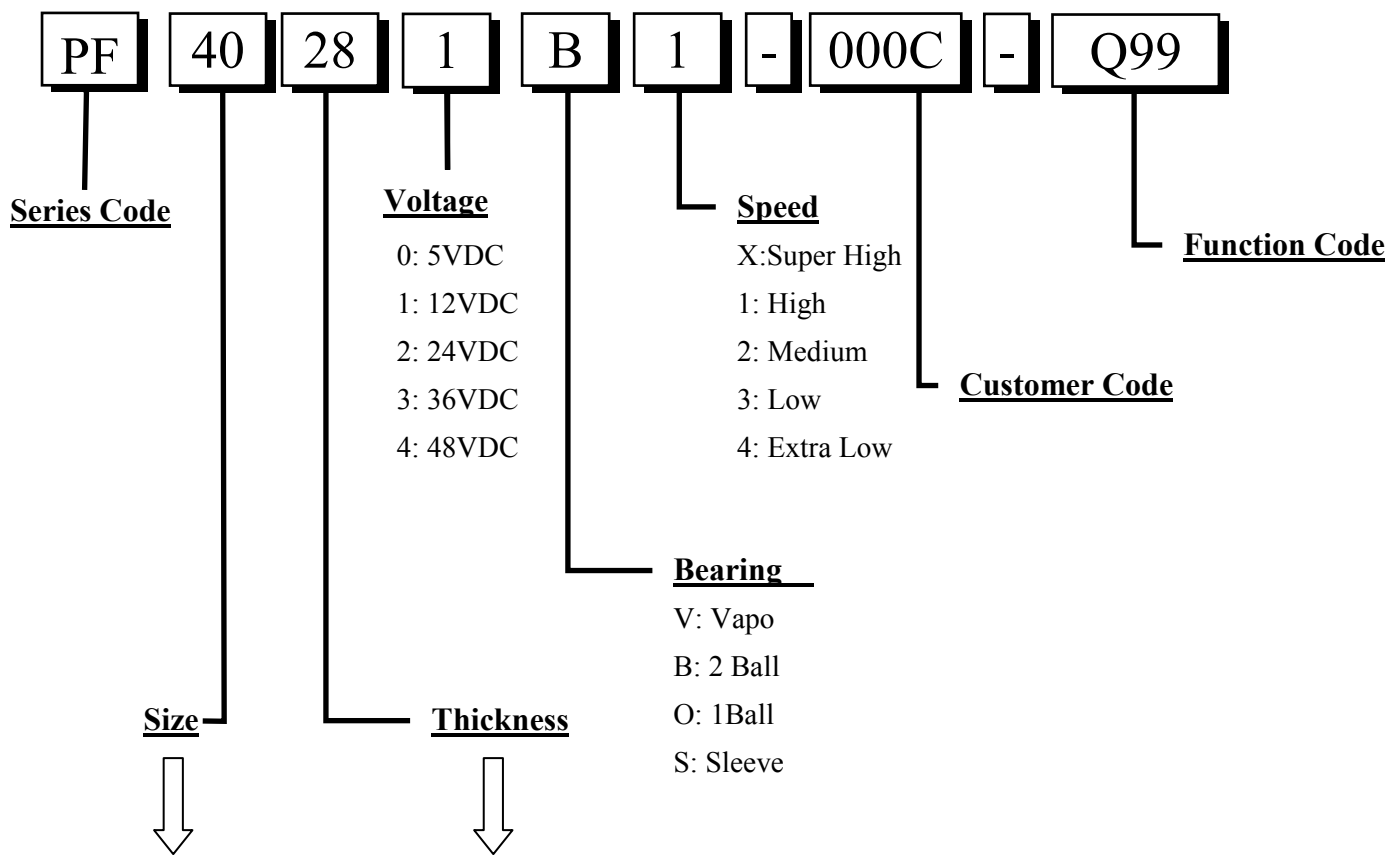 PF 40 28 1 B 1 - 000C - Q99
Series Code
Voltage
0: 5VDC
1: 12VDC
2: 24VDC
3: 36VDC
4: 48VDC
Speed
X:Super High
1: High
2: Medium
3: Low
4: Extra Low
Function Code
Customer Code
Bearing
V: Vapo
B: 2 Ball
O: 1Ball
S: Sleeve
Size
Thickness